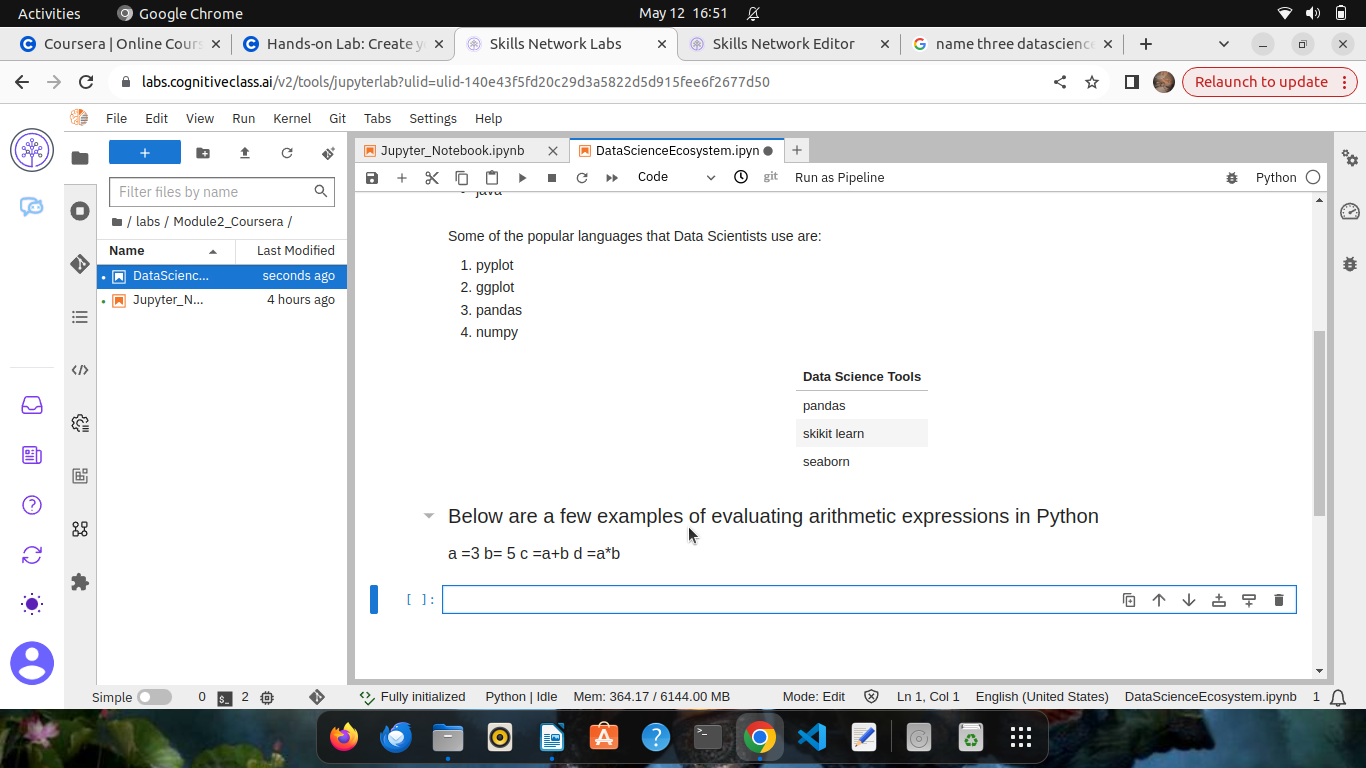 Activities Google Chrome May 12 16:51
Coursera | Online Cours Hands-on Lab: Create y Skills Network Labs Skills Network Editor name three datascienc
labs.cognitiveclass.ai/v2/tools/jupyterlab?ulid=ulid-140e43f5fd20c29d3a5822d5d915fee6f2677d50 Relaunch to update
File Edit View Run Kernel Git Tabs Settings Help
Filter files by name
/ labs / Module2_Coursera /
Name Last Modified
DataScienc... seconds ago
Jupyter_N... 4 hours ago
Jupyter_Notebook.ipynb DataScienceEcosystem.ipyn
Code git Run as Pipeline Python
java
Some of the popular languages that Data Scientists use are:
1. pyplot
2. ggplot
3. pandas
4. numpy
Data Science Tools
pandas
skikit learn
seaborn
Below are a few examples of evaluating arithmetic expressions in Python
a =3 b= 5 c =a+b d =a*b
[ ]:
Simple 0 2 Fully initialized Python | Idle Mem: 364.17 / 6144.00 MB Mode: Edit Ln 1, Col 1 English (United States) DataScienceEcosystem.ipynb 1